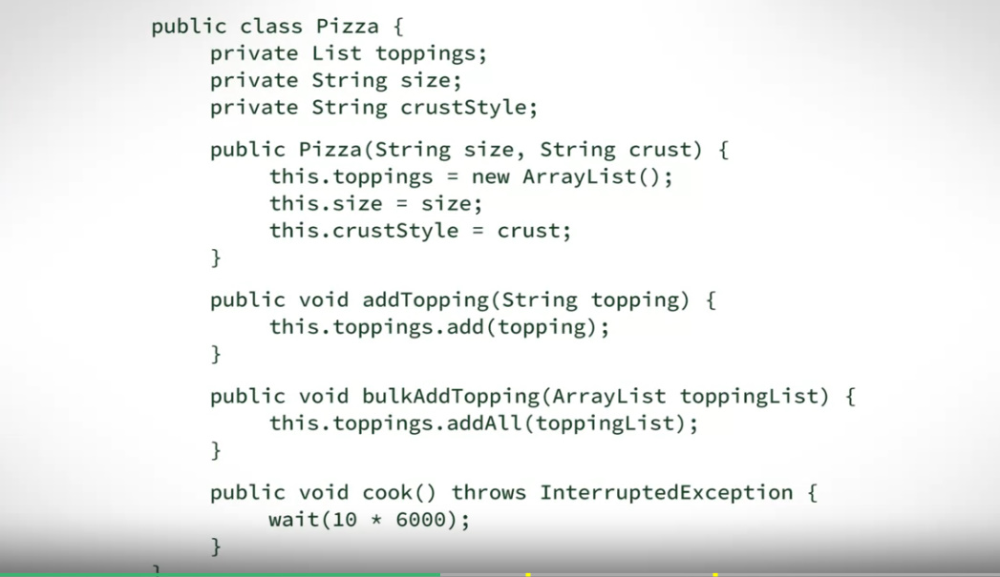 public class Pizza {
private List toppings;
private String size;
private String crustStyle;
public Pizza(String size, String crust) {
this.toppings = new ArrayList();
this.size = size;
this.crustStyle = crust;
}
public void addTopping(String topping) {
this.toppings.add(topping);
}
public void bulkAddTopping(ArrayList toppingList) {
this.toppings.addAll(toppingList);
}
public void cook() throws InterruptedException {
wait(10 * 6000);
}
}